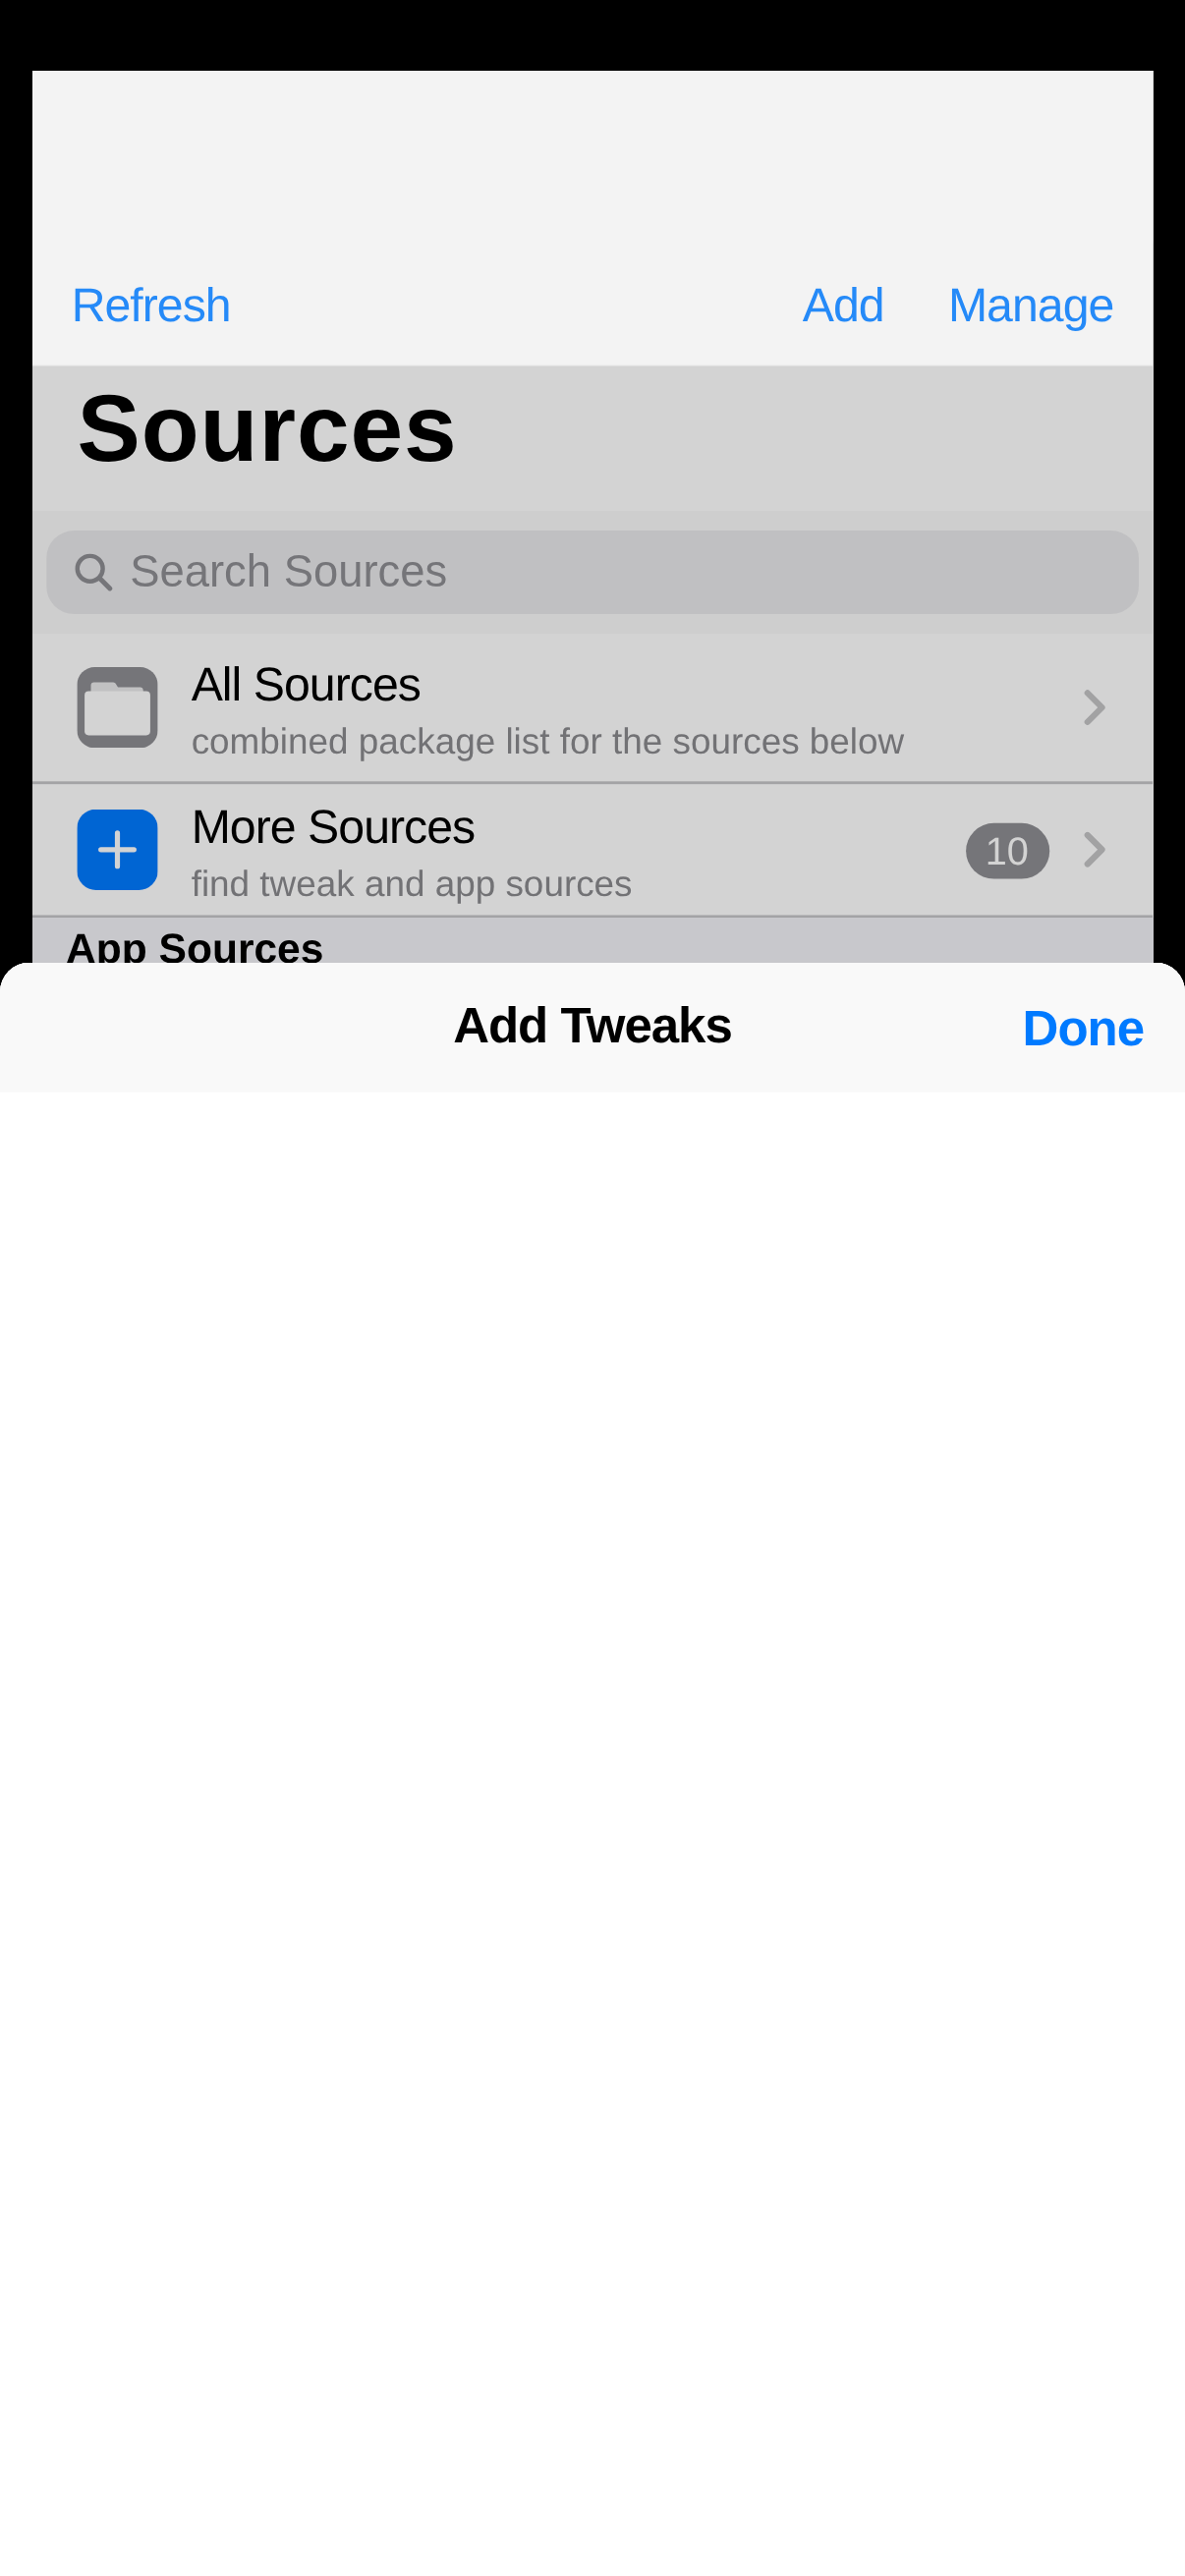 Refresh Add Manage
Sources
Search Sources
All Sources
combined package list for the sources below
More Sources
find tweak and app sources
10
App Sources
Add Tweaks Done